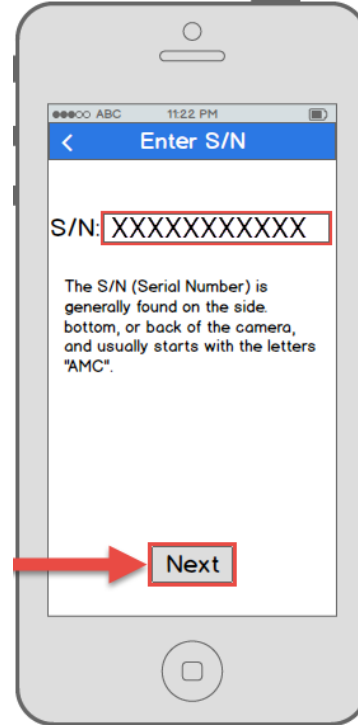 ABC 11:22 PM
< Enter S/N
S/N: XXXXXXXXXXX
The S/N (Serial Number) is
generally found on the side.
bottom, or back of the camera,
and usually starts with the letters
"AMC".
Next